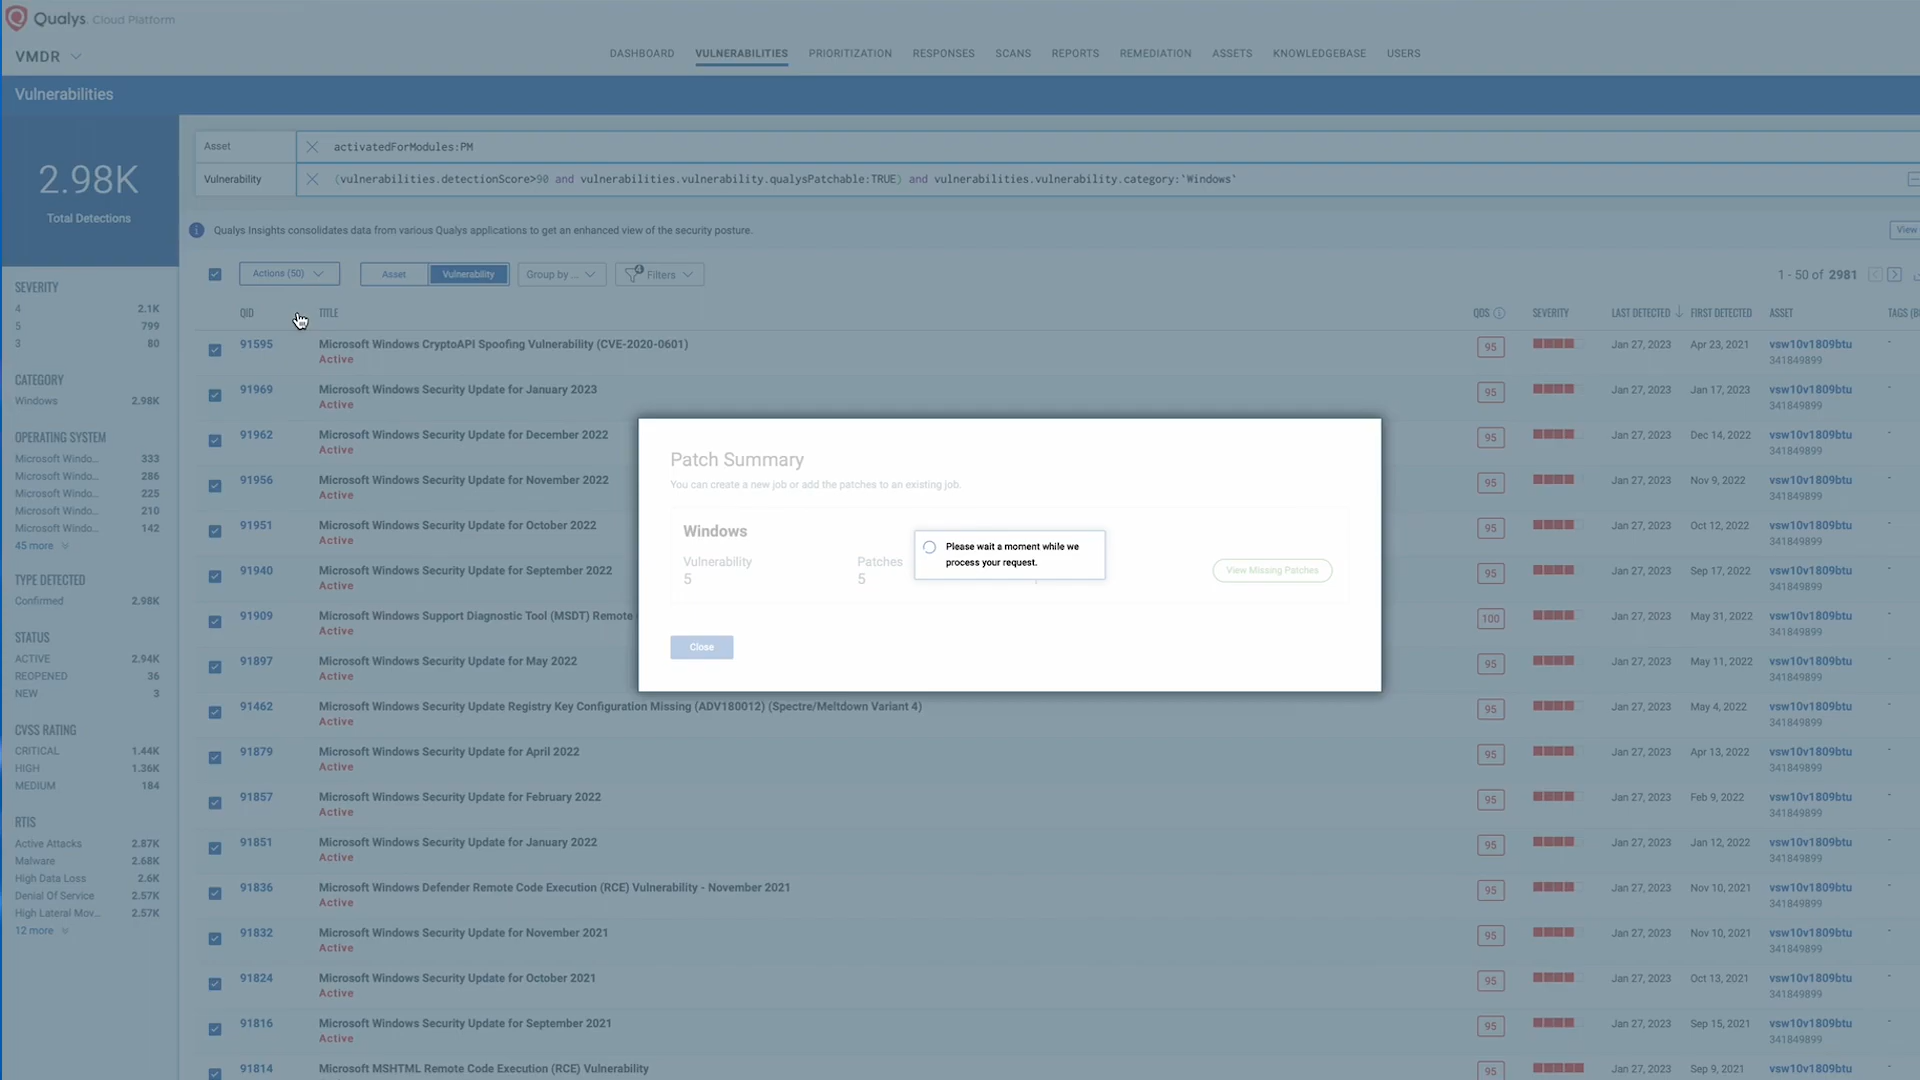 Qualys. Cloud Platform
VMDR
DASHBOARD VULNERABILITIES PRIORITIZATION RESPONSES SCANS REPORTS REMEDIATION ASSETS KNOWLEDGEBASE USERS
Vulnerabilities
2.98K
Total Detections
Asset activatedForModules:PM
Vulnerability (vulnerabilities.detectionScore>90 and vulnerabilities.vulnerability.qualysPatchable:TRUE) and vulnerabilities.vulnerability.category:'Windows'
Qualys Insights consolidates data from various Qualys applications to get an enhanced view of the security posture.
View
Actions (50) Asset Vulnerability Group by ... 4 Filters 1 - 50 of 2981
SEVERITY
4 2.1K
5 799
3 80
CATEGORY
Windows 2.98K
OPERATING SYSTEM
Microsoft Windo... 333
Microsoft Windo... 286
Microsoft Windo... 225
Microsoft Windo... 210
Microsoft Windo... 142
45 more
TYPE DETECTED
Confirmed 2.98K
STATUS
ACTIVE 2.94K
REOPENED 36
NEW 3
CVSS RATING
CRITICAL 1.44K
HIGH 1.36K
MEDIUM 184
RTIS
Active Attacks 2.87K
Malware 2.68K
High Data Loss 2.6K
Denial Of Service 2.57K
High Lateral Mov... 2.57K
12 more
QID TITLE QDS SEVERITY LAST DETECTED FIRST DETECTED ASSET TAGS
91595 Microsoft Windows CryptoAPI Spoofing Vulnerability (CVE-2020-0601) 95 Jan 27, 2023 Apr 23, 2021 vsw10v1809btu -
Active 341849899
91969 Microsoft Windows Security Update for January 2023 95 Jan 27, 2023 Jan 17, 2023 vsw10v1809btu -
Active 341849899
91962 Microsoft Windows Security Update for December 2022 95 Jan 27, 2023 Dec 14, 2022 vsw10v1809btu -
Active 341849899
91956 Microsoft Windows Security Update for November 2022 95 Jan 27, 2023 Nov 9, 2022 vsw10v1809btu -
Active 341849899
91951 Microsoft Windows Security Update for October 2022 95 Jan 27, 2023 Oct 12, 2022 vsw10v1809btu -
Active 341849899
91940 Microsoft Windows Security Update for September 2022 95 Jan 27, 2023 Sep 17, 2022 vsw10v1809btu -
Active 341849899
91909 Microsoft Windows Support Diagnostic Tool (MSDT) Remote 100 Jan 27, 2023 May 31, 2022 vsw10v1809btu -
Active 341849899
91897 Microsoft Windows Security Update for May 2022 95 Jan 27, 2023 May 11, 2022 vsw10v1809btu -
Active 341849899
91462 Microsoft Windows Security Update Registry Key Configuration Missing (ADV180012) (Spectre/Meltdown Variant 4) 95 Jan 27, 2023 May 4, 2022 vsw10v1809btu -
Active 341849899
91879 Microsoft Windows Security Update for April 2022 95 Jan 27, 2023 Apr 13, 2022 vsw10v1809btu -
Active 341849899
91857 Microsoft Windows Security Update for February 2022 95 Jan 27, 2023 Feb 9, 2022 vsw10v1809btu -
Active 341849899
91851 Microsoft Windows Security Update for January 2022 95 Jan 27, 2023 Jan 12, 2022 vsw10v1809btu -
Active 341849899
91836 Microsoft Windows Defender Remote Code Execution (RCE) Vulnerability - November 2021 95 Jan 27, 2023 Nov 10, 2021 vsw10v1809btu -
Active 341849899
91832 Microsoft Windows Security Update for November 2021 95 Jan 27, 2023 Nov 10, 2021 vsw10v1809btu -
Active 341849899
91824 Microsoft Windows Security Update for October 2021 95 Jan 27, 2023 Oct 13, 2021 vsw10v1809btu -
Active 341849899
91816 Microsoft Windows Security Update for September 2021 95 Jan 27, 2023 Sep 15, 2021 vsw10v1809btu -
Active 341849899
91814 Microsoft MSHTML Remote Code Execution (RCE) Vulnerability 95 Jan 27, 2023 Sep 9, 2021 vsw10v1809btu -
Patch Summary
You can create a new job or add the patches to an existing job.
Windows
Vulnerability Patches
5 5
View Missing Patches
Please wait a moment while we
process your request.
Close